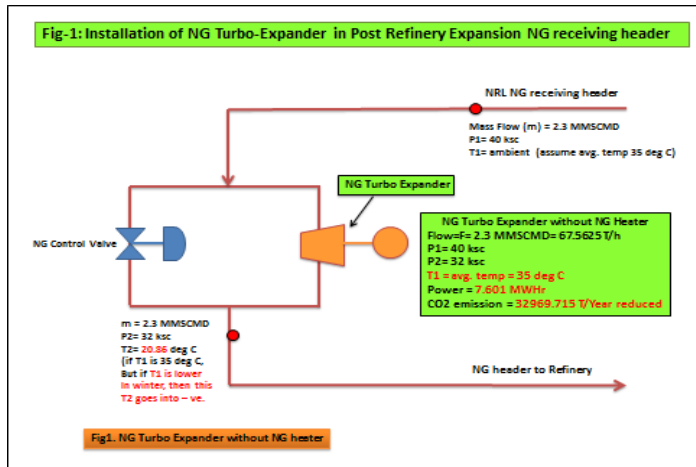 Fig-1: Installation of NG Turbo-Expander in Post Refinery Expansion NG receiving header
NRL NG receiving header
Mass Flow (m) = 2.3 MMSCMD
P1= 40 ksc
T1= ambient (assume avg. temp 35 deg C)
NG Turbo Expander
NG Control Valve
NG Turbo Expander without NG Heater
Flow=F= 2.3 MMSCMD= 67.5625 T/h
P1= 40 ksc
P2= 32 ksc
T1 = avg. temp = 35 deg C
Power = 7.601 MWHr
CO2 emission = 32969.715 T/Year reduced
m = 2.3 MMSCMD
P2= 32 ksc
T2= 20.86 deg C
(if T1 is 35 deg C,
But if T1 is lower
In winter, then this
T2 goes into – ve.
NG header to Refinery
Fig1. NG Turbo Expander without NG heater